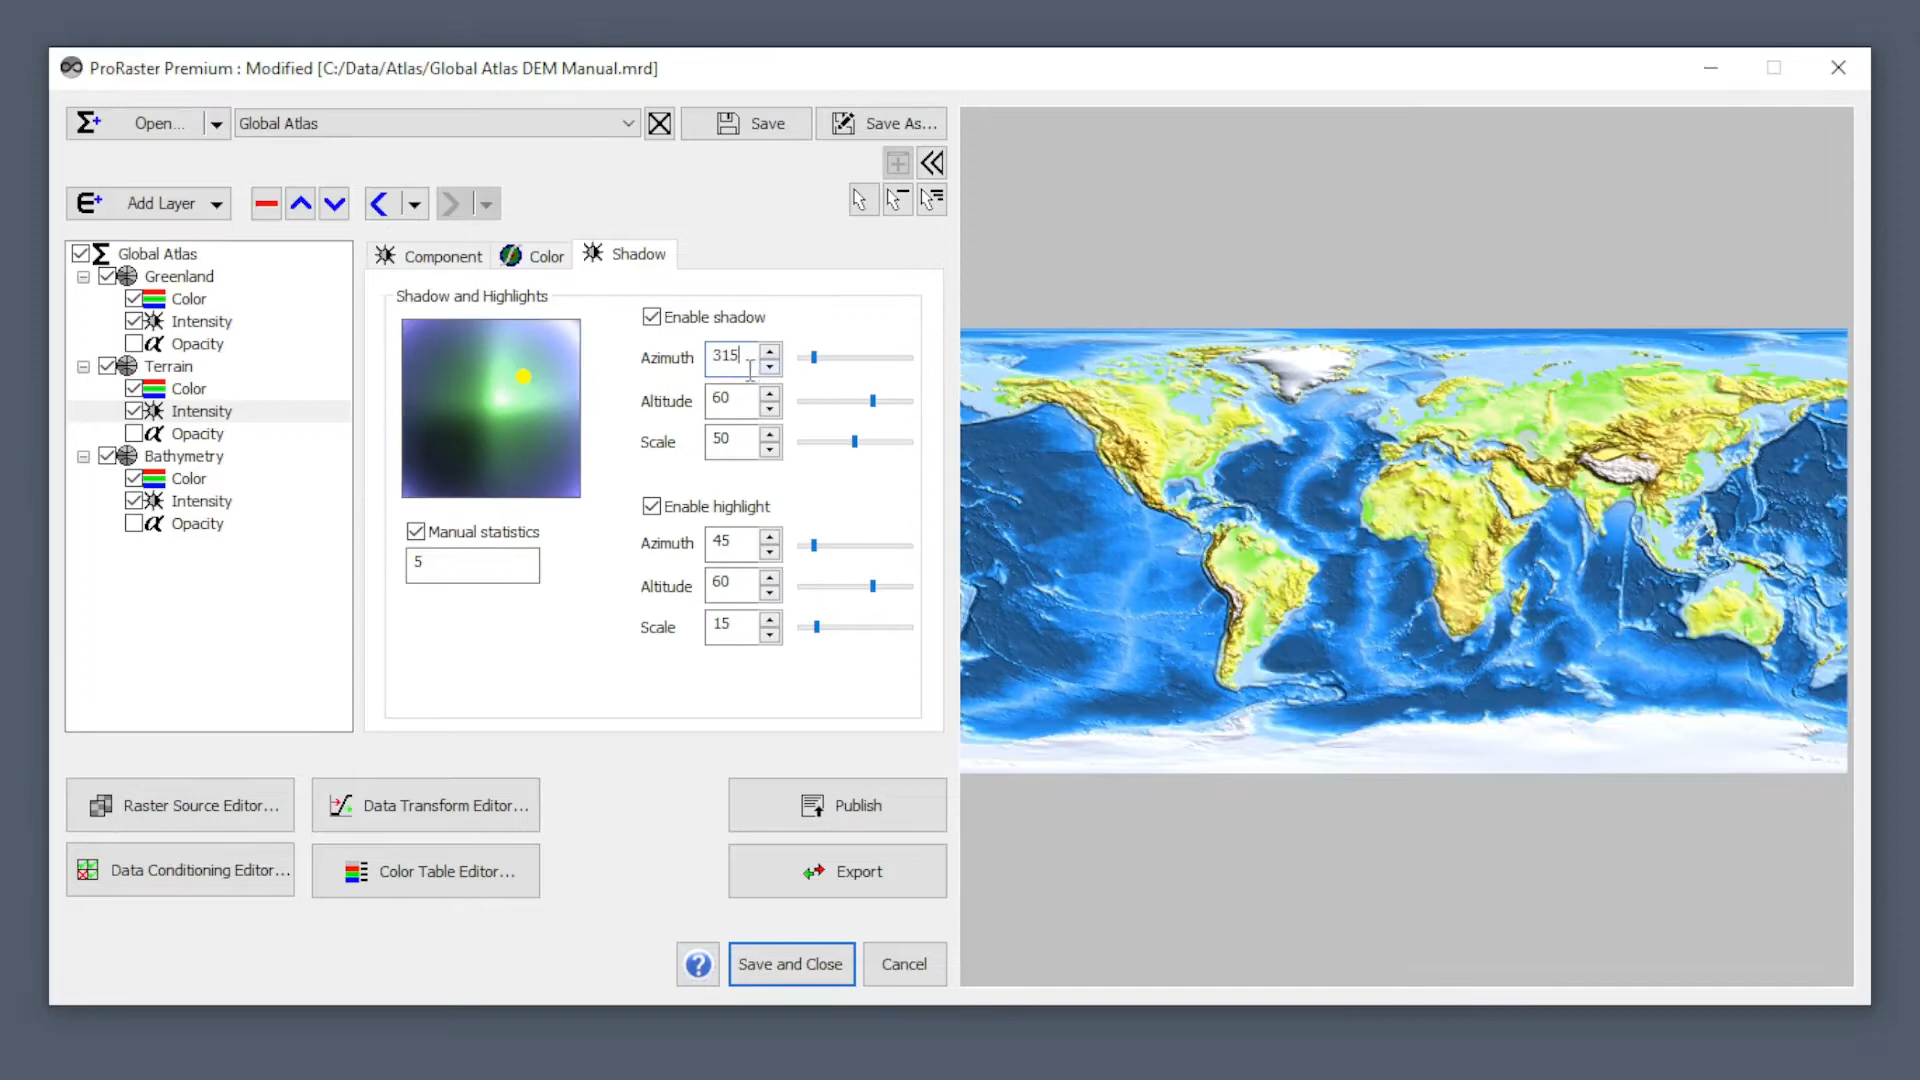 ProRaster Premium : Modified [C:/Data/Atlas/Global Atlas DEM Manual.mrd]
Open...
Global Atlas
Save
Save As...
Add Layer
Global Atlas
Greenland
Color
Intensity
Opacity
Terrain
Color
Intensity
Opacity
Bathymetry
Color
Intensity
Opacity
Component
Color
Shadow
Shadow and Highlights
Enable shadow
Azimuth 315
Altitude 60
Scale 50
Enable highlight
Manual statistics
5
Azimuth 45
Altitude 60
Scale 15
Raster Source Editor...
Data Transform Editor...
Publish
Data Conditioning Editor...
Color Table Editor...
Export
Save and Close
Cancel